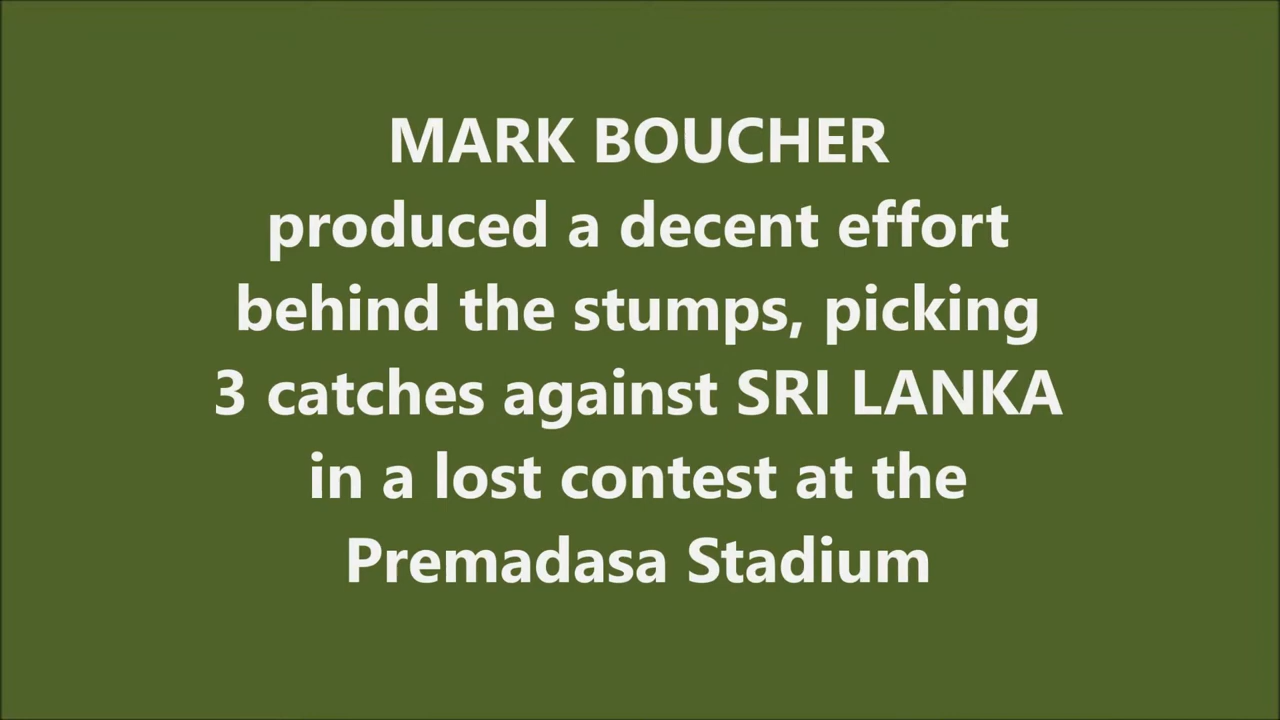 MARK BOUCHER
produced a decent effort
behind the stumps, picking
3 catches against SRI LANKA
in a lost contest at the
Premadasa Stadium